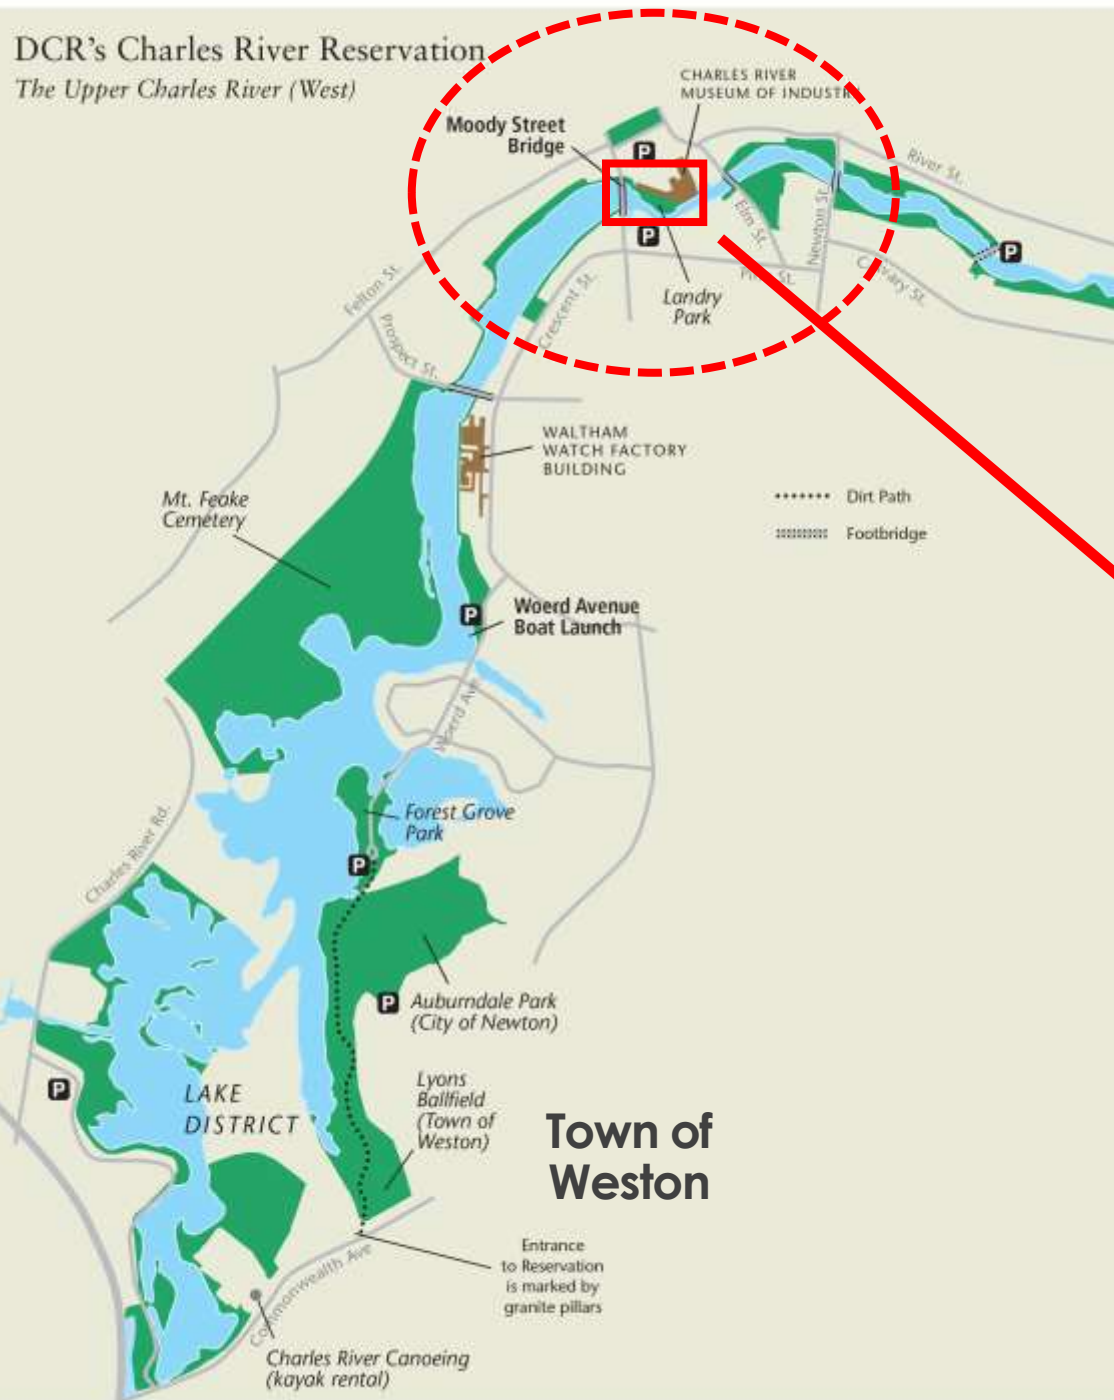 DCR's Charles River Reservation
The Upper Charles River (West)
CHARLES RIVER
MUSEUM OF INDUSTR
Moody Street
Bridge
P
River St.
Elm St.
Newton St.
P
P
St.
Calvary St.
Landry
Park
Felton St.
Crescent St.
Prospect St.
WALTHAM
WATCH FACTORY
BUILDING
Mt. Feake
Cemetery
Dirt Path
Footbridge
P
Woerd Avenue
Boat Launch
Woerd Ave.
Forest Grove
Park
Charles River Rd.
P
P
Auburndale Park
(City of Newton)
P
LAKE
DISTRICT
Lyons
Ballfield
(Town of
Weston)
Town of
Weston
Entrance
to Reservation
is marked by
granite pillars
Commonwealth Ave
Charles River Canoeing
(kayak rental)